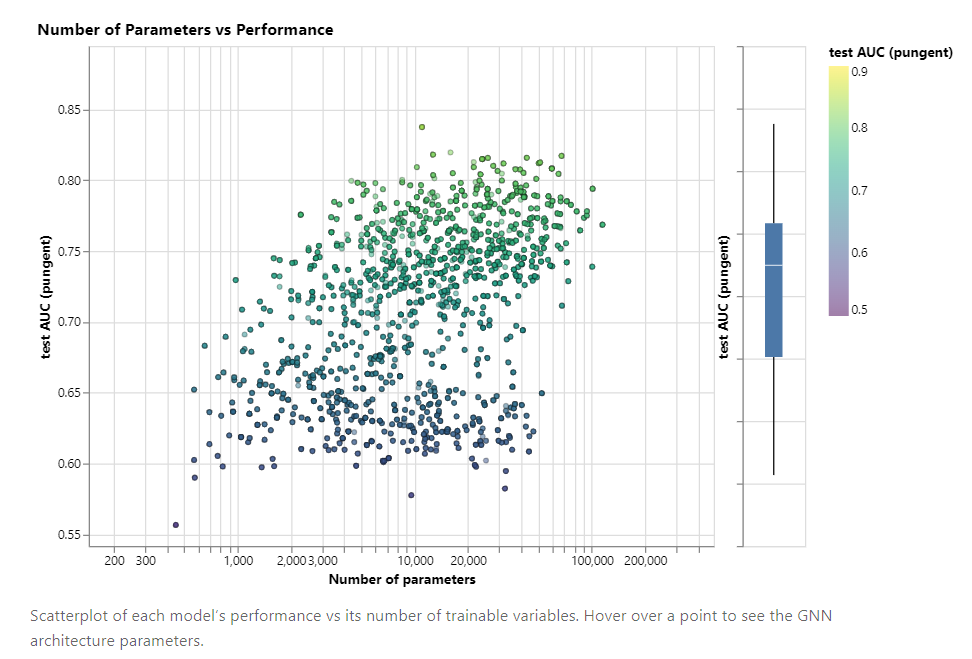 Number of Parameters vs Performance
test AUC (pungent)
0.9
0.8
0.7
0.6
0.5
0.85
0.80
0.75
0.70
0.65
0.60
0.55
test AUC (pungent)
test AUC (pungent)
200 300 1,000 2,000 3,000 10,000 20,000 100,000 200,000
Number of parameters
Scatterplot of each model's performance vs its number of trainable variables. Hover over a point to see the GNN
architecture parameters.